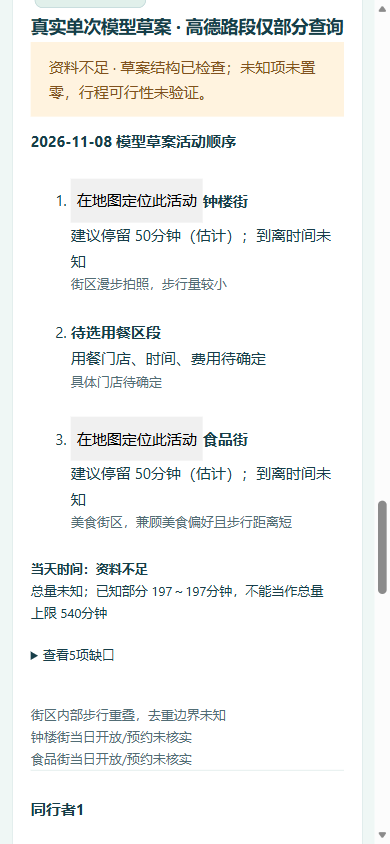 真实单次模型草案 · 高德路段仅部分查询
资料不足 · 草案结构已检查；未知项未置
零，行程可行性未验证。
2026-11-08 模型草案活动顺序
1. 在地图定位此活动 钟楼街
建议停留 50分钟（估计）；到离时间未
知
街区漫步拍照，步行量较小
2. 待选用餐区段
用餐门店、时间、费用待确定
具体门店待确定
3. 在地图定位此活动 食品街
建议停留 50分钟（估计）；到离时间未
知
美食街区，兼顾美食偏好且步行距离短
当天时间：资料不足
总量未知；已知部分 197～197分钟，不能当作总量
上限 540分钟
▶ 查看5项缺口
街区内部步行重叠，去重边界未知
钟楼街当日开放/预约未核实
食品街当日开放/预约未核实
同行者1